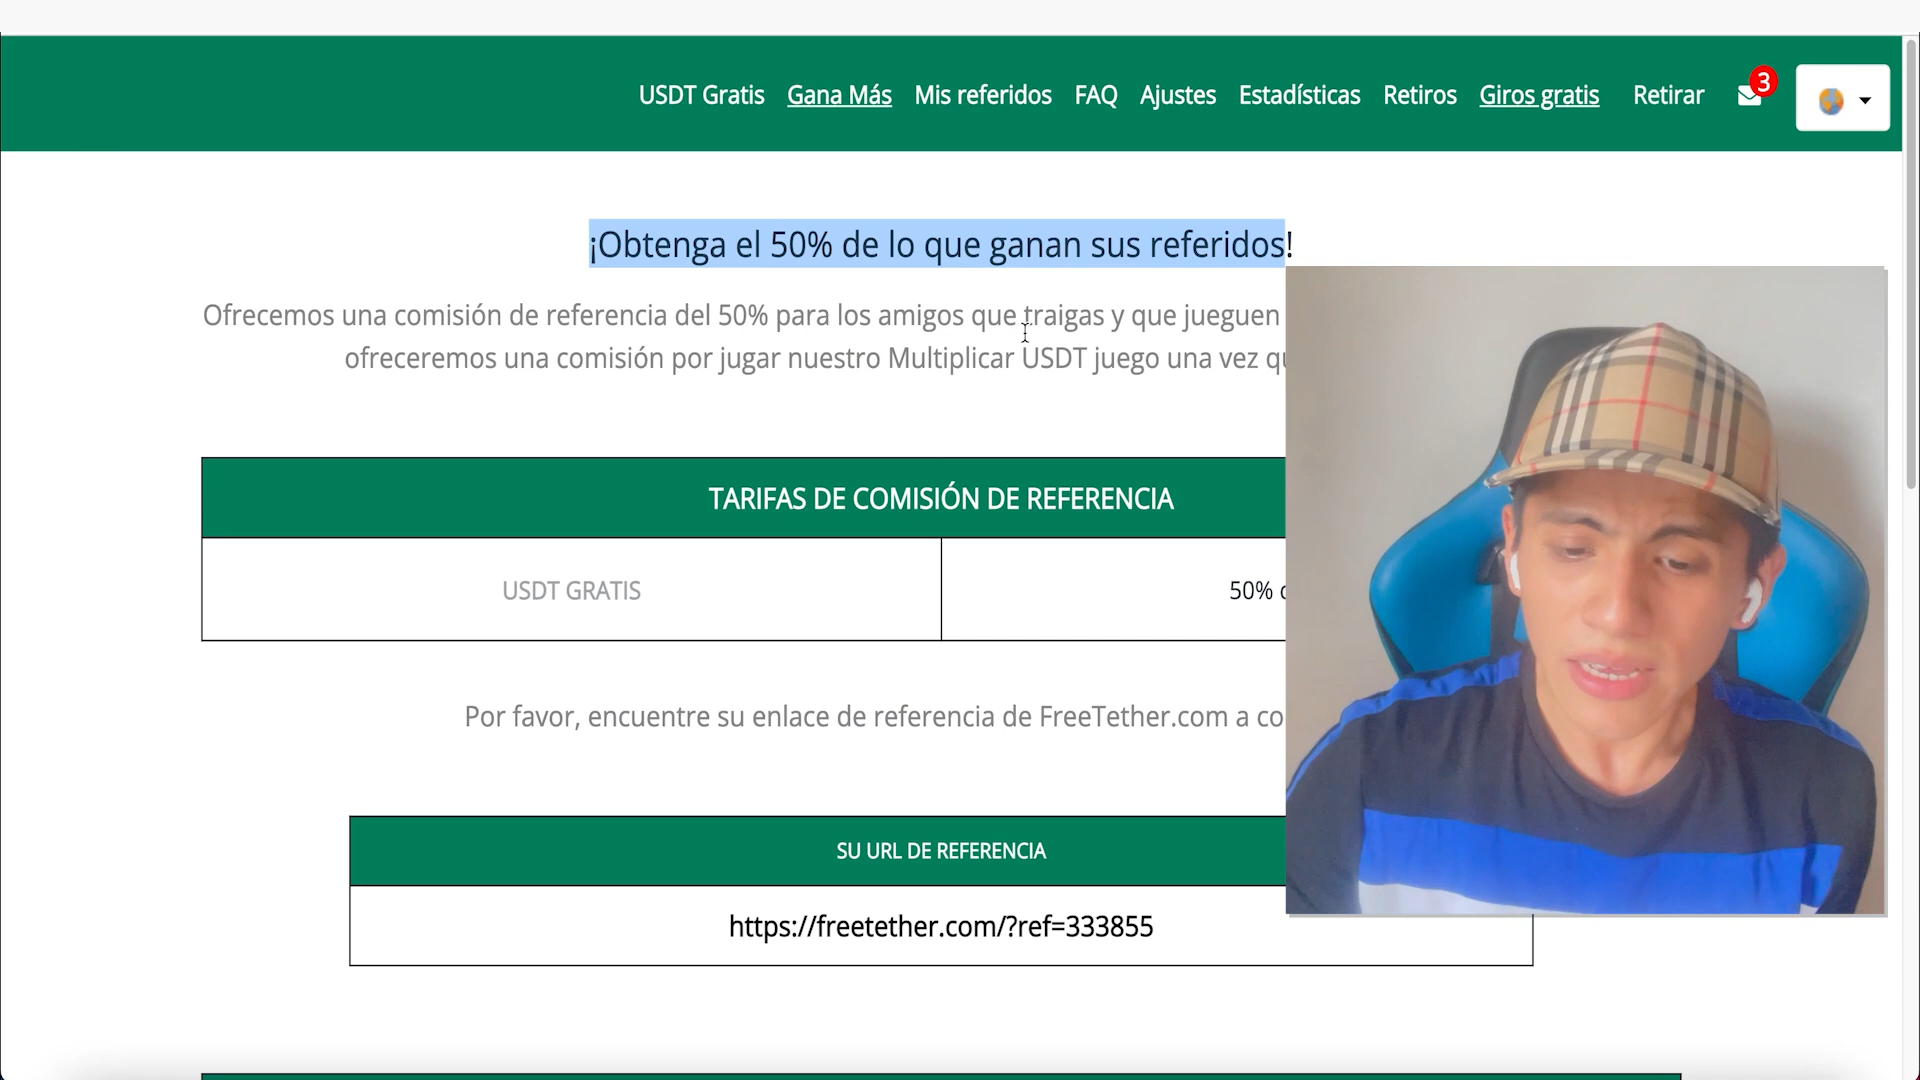 USDT Gratis Gana Más Mis referidos FAQ Ajustes Estadísticas Retiros Giros gratis Retirar 3
¡Obtenga el 50% de lo que ganan sus referidos!
Ofrecemos una comisión de referencia del 50% para los amigos que traigas y que jueguen
ofreceremos una comisión por jugar nuestro Multiplicar USDT juego una vez
TARIFAS DE COMISIÓN DE REFERENCIA
USDT GRATIS 50%
Por favor, encuentre su enlace de referencia de FreeTether.com a
SU URL DE REFERENCIA
https://freetether.com/?ref=333855